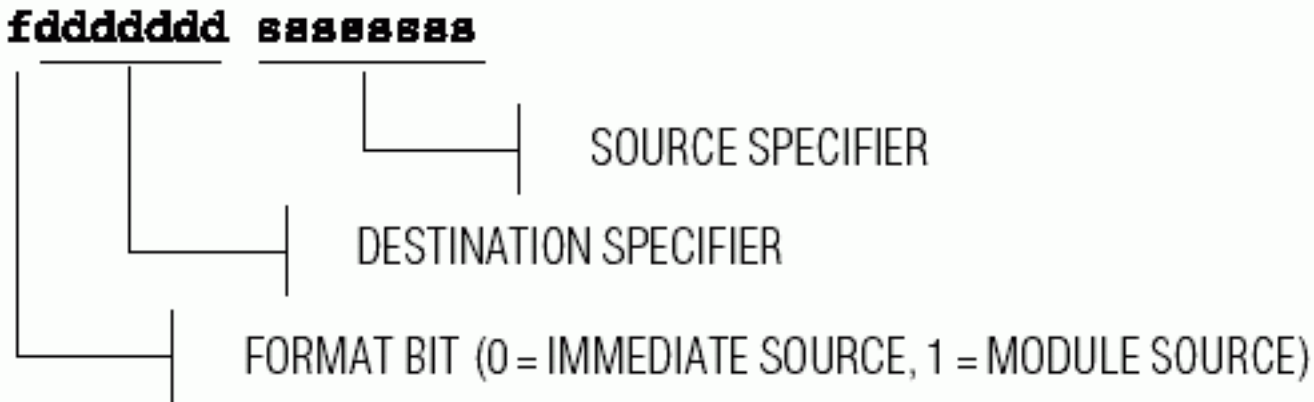 fddddddd ssssssss
SOURCE SPECIFIER
DESTINATION SPECIFIER
FORMAT BIT (0 = IMMEDIATE SOURCE, 1 = MODULE SOURCE)